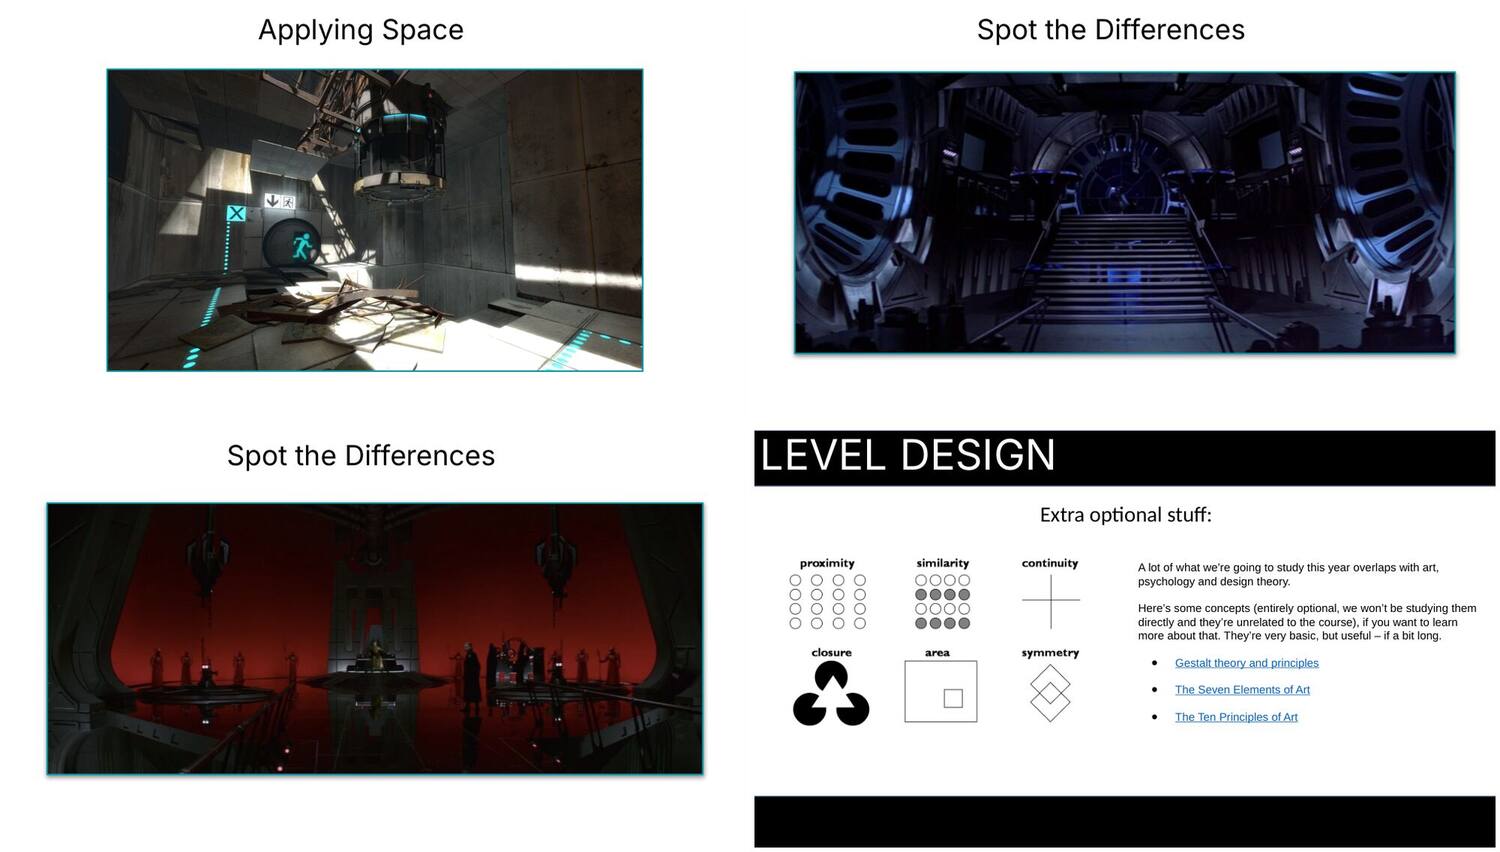 Applying Space
X
Spot the Differences
Spot the Differences
LEVEL DESIGN
Extra optional stuff:
proximity
similarity
continuity
closure
area
symmetry
A lot of what we're going to study this year overlaps with art,
psychology and design theory.
Here's some concepts (entirely optional, we won't be studying them
directly and they're unrelated to the course), if you want to learn
more about that. They're very basic, but useful – if a bit long.
• Gestalt theory and principles
• The Seven Elements of Art
• The Ten Principles of Art